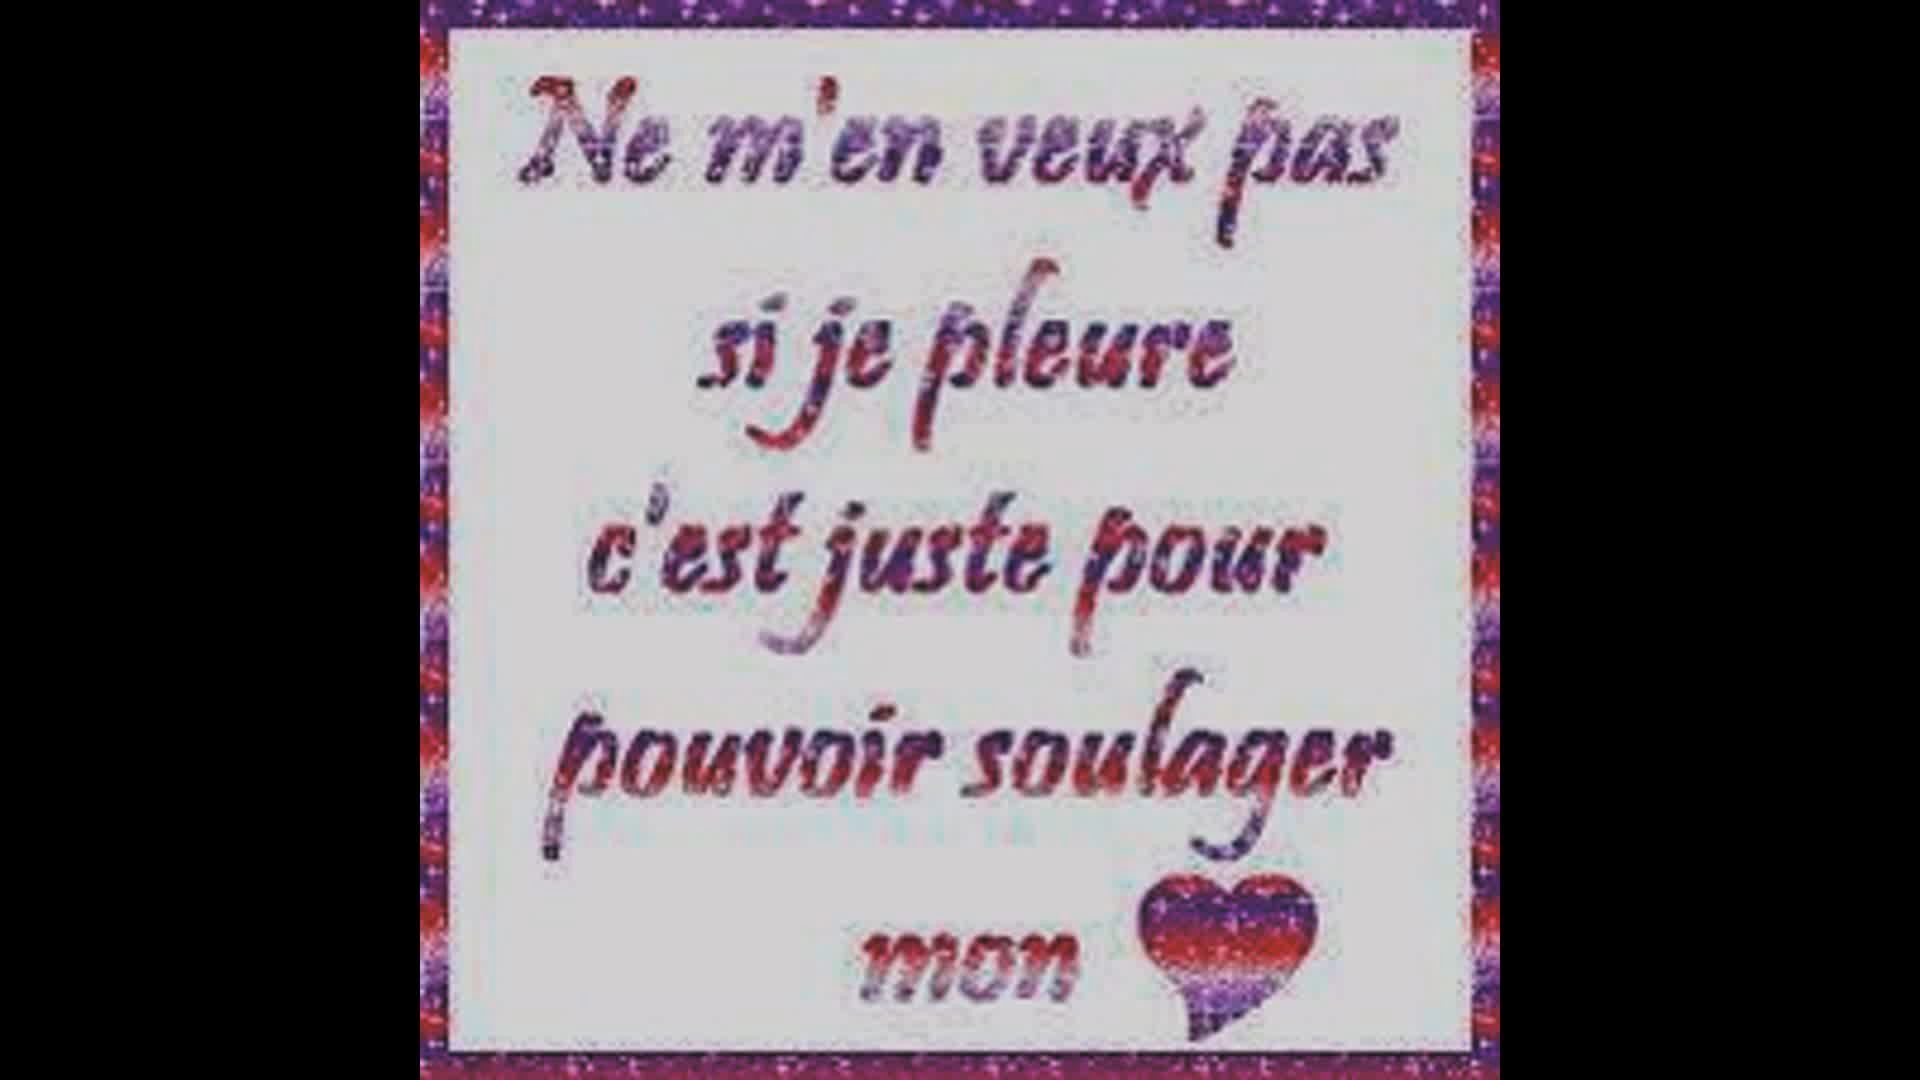 Ne m'en veux pas
si je pleure
c'est juste pour
pouvoir soulager
mon